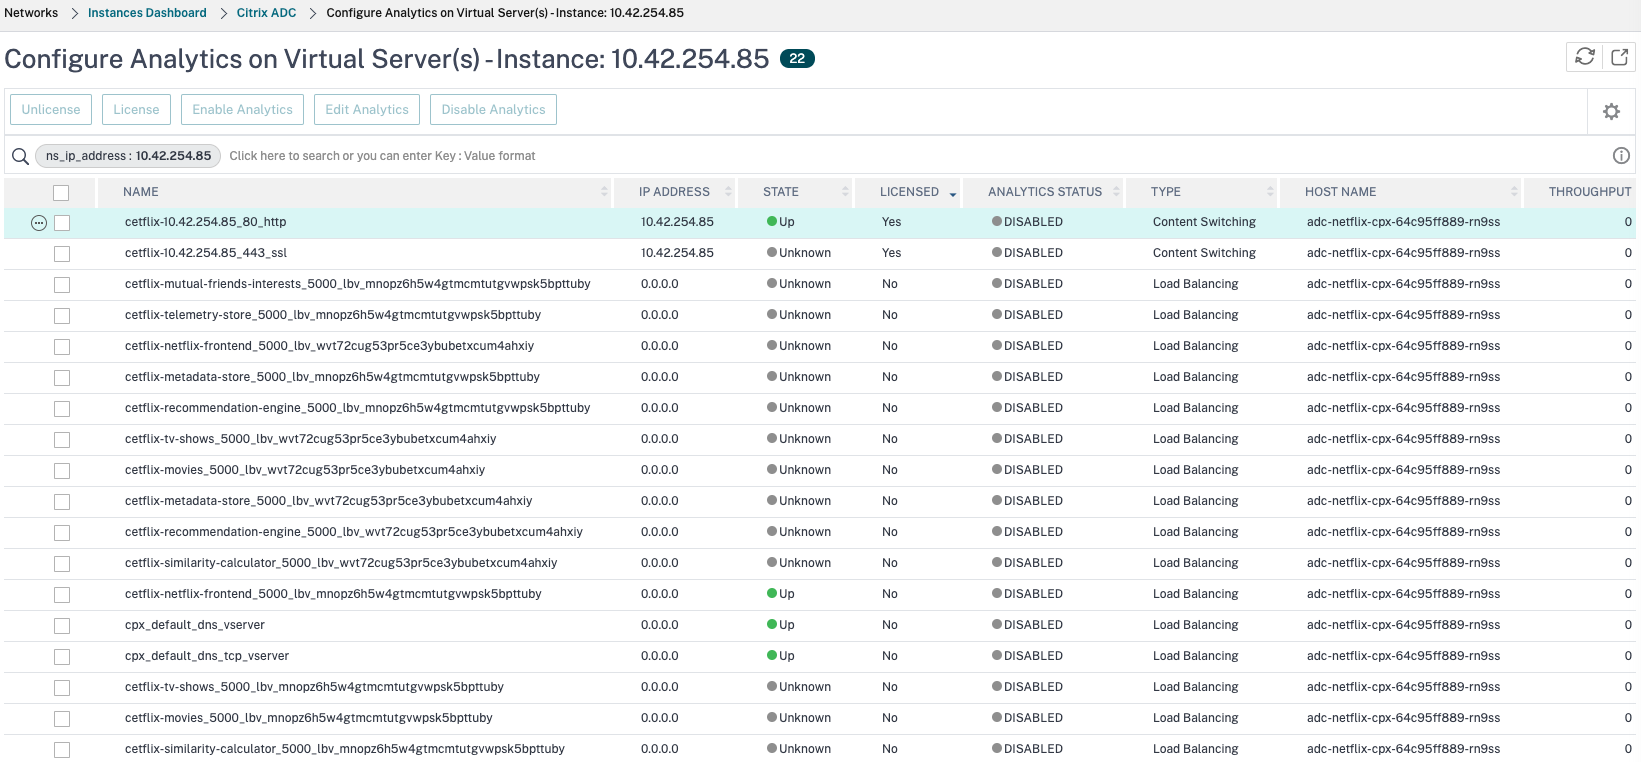 Networks > Instances Dashboard > Citrix ADC > Configure Analytics on Virtual Server(s) - Instance: 10.42.254.85
Configure Analytics on Virtual Server(s) - Instance: 10.42.254.85 22
Unlicense License Enable Analytics Edit Analytics Disable Analytics
ns_ip_address : 10.42.254.85 Click here to search or you can enter Key : Value format
NAME IP ADDRESS STATE LICENSED ANALYTICS STATUS TYPE HOST NAME THROUGHPUT
cetflix-10.42.254.85_80_http 10.42.254.85 Up Yes DISABLED Content Switching adc-netflix-cpx-64c95ff889-rn9ss 0
cetflix-10.42.254.85_443_ssl 10.42.254.85 Unknown Yes DISABLED Content Switching adc-netflix-cpx-64c95ff889-rn9ss 0
cetflix-mutual-friends-interests_5000_lbv_mnopz6h5w4gtmcmtutgvwpsk5bpttuby 0.0.0.0 Unknown No DISABLED Load Balancing adc-netflix-cpx-64c95ff889-rn9ss 0
cetflix-telemetry-store_5000_lbv_mnopz6h5w4gtmcmtutgvwpsk5bpttuby 0.0.0.0 Unknown No DISABLED Load Balancing adc-netflix-cpx-64c95ff889-rn9ss 0
cetflix-netflix-frontend_5000_lbv_wvt72cug53pr5ce3ybubetxcum4ahxiy 0.0.0.0 Unknown No DISABLED Load Balancing adc-netflix-cpx-64c95ff889-rn9ss 0
cetflix-metadata-store_5000_lbv_mnopz6h5w4gtmcmtutgvwpsk5bpttuby 0.0.0.0 Unknown No DISABLED Load Balancing adc-netflix-cpx-64c95ff889-rn9ss 0
cetflix-recommendation-engine_5000_lbv_mnopz6h5w4gtmcmtutgvwpsk5bpttuby 0.0.0.0 Unknown No DISABLED Load Balancing adc-netflix-cpx-64c95ff889-rn9ss 0
cetflix-tv-shows_5000_lbv_wvt72cug53pr5ce3ybubetxcum4ahxiy 0.0.0.0 Unknown No DISABLED Load Balancing adc-netflix-cpx-64c95ff889-rn9ss 0
cetflix-movies_5000_lbv_wvt72cug53pr5ce3ybubetxcum4ahxiy 0.0.0.0 Unknown No DISABLED Load Balancing adc-netflix-cpx-64c95ff889-rn9ss 0
cetflix-metadata-store_5000_lbv_wvt72cug53pr5ce3ybubetxcum4ahxiy 0.0.0.0 Unknown No DISABLED Load Balancing adc-netflix-cpx-64c95ff889-rn9ss 0
cetflix-recommendation-engine_5000_lbv_wvt72cug53pr5ce3ybubetxcum4ahxiy 0.0.0.0 Unknown No DISABLED Load Balancing adc-netflix-cpx-64c95ff889-rn9ss 0
cetflix-similarity-calculator_5000_lbv_wvt72cug53pr5ce3ybubetxcum4ahxiy 0.0.0.0 Unknown No DISABLED Load Balancing adc-netflix-cpx-64c95ff889-rn9ss 0
cetflix-netflix-frontend_5000_lbv_mnopz6h5w4gtmcmtutgvwpsk5bpttuby 0.0.0.0 Up No DISABLED Load Balancing adc-netflix-cpx-64c95ff889-rn9ss 0
cpx_default_dns_vserver 0.0.0.0 Up No DISABLED Load Balancing adc-netflix-cpx-64c95ff889-rn9ss 0
cpx_default_dns_tcp_vserver 0.0.0.0 Up No DISABLED Load Balancing adc-netflix-cpx-64c95ff889-rn9ss 0
cetflix-tv-shows_5000_lbv_mnopz6h5w4gtmcmtutgvwpsk5bpttuby 0.0.0.0 Unknown No DISABLED Load Balancing adc-netflix-cpx-64c95ff889-rn9ss 0
cetflix-movies_5000_lbv_mnopz6h5w4gtmcmtutgvwpsk5bpttuby 0.0.0.0 Unknown No DISABLED Load Balancing adc-netflix-cpx-64c95ff889-rn9ss 0
cetflix-similarity-calculator_5000_lbv_mnopz6h5w4gtmcmtutgvwpsk5bpttuby 0.0.0.0 Unknown No DISABLED Load Balancing adc-netflix-cpx-64c95ff889-rn9ss 0